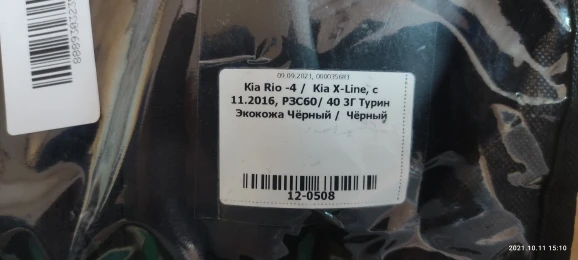 09.09.2021, 000035683
Kia Rio -4 / Kia X-Line, с
11.2016, РЗС60/ 40 3Г Турин
Экокожа Чёрный / Чёрный
12-0508
2021.10.11 15:10